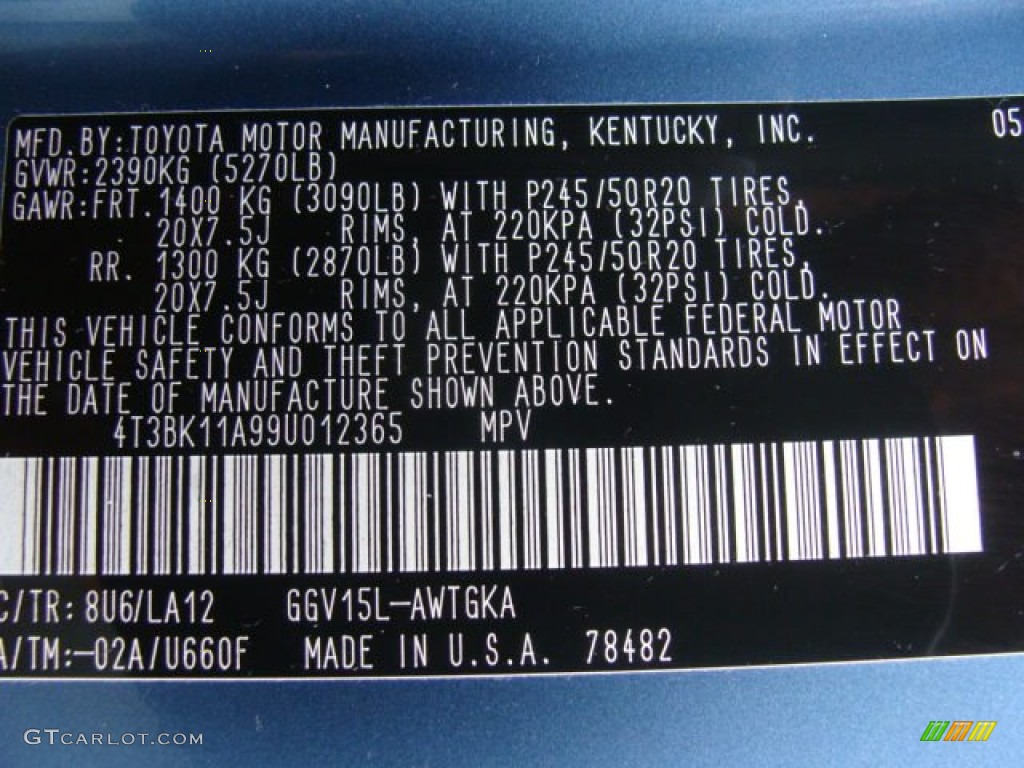 MFD.BY:TOYOTA MOTOR MANUFACTURING, KENTUCKY, INC. 05
GVWR:2390KG (5270LB)
GAWR:FRT.1400 KG (3090LB) WITH P245/50R20 TIRES,
20X7.5J RIMS, AT 220KPA (32PSI) COLD.
RR. 1300 KG (2870LB) WITH P245/50R20 TIRES,
20X7.5J RIMS, AT 220KPA (32PSI) COLD.
THIS VEHICLE CONFORMS TO ALL APPLICABLE FEDERAL MOTOR
VEHICLE SAFETY AND THEFT PREVENTION STANDARDS IN EFFECT ON
THE DATE OF MANUFACTURE SHOWN ABOVE.
4T3BK11A99U012365 MPV
C/TR:8U6/LA12 GGV15L-AWTGKA
A/TM:-02A/U660F MADE IN U.S.A. 78482
GTCARLOT.COM